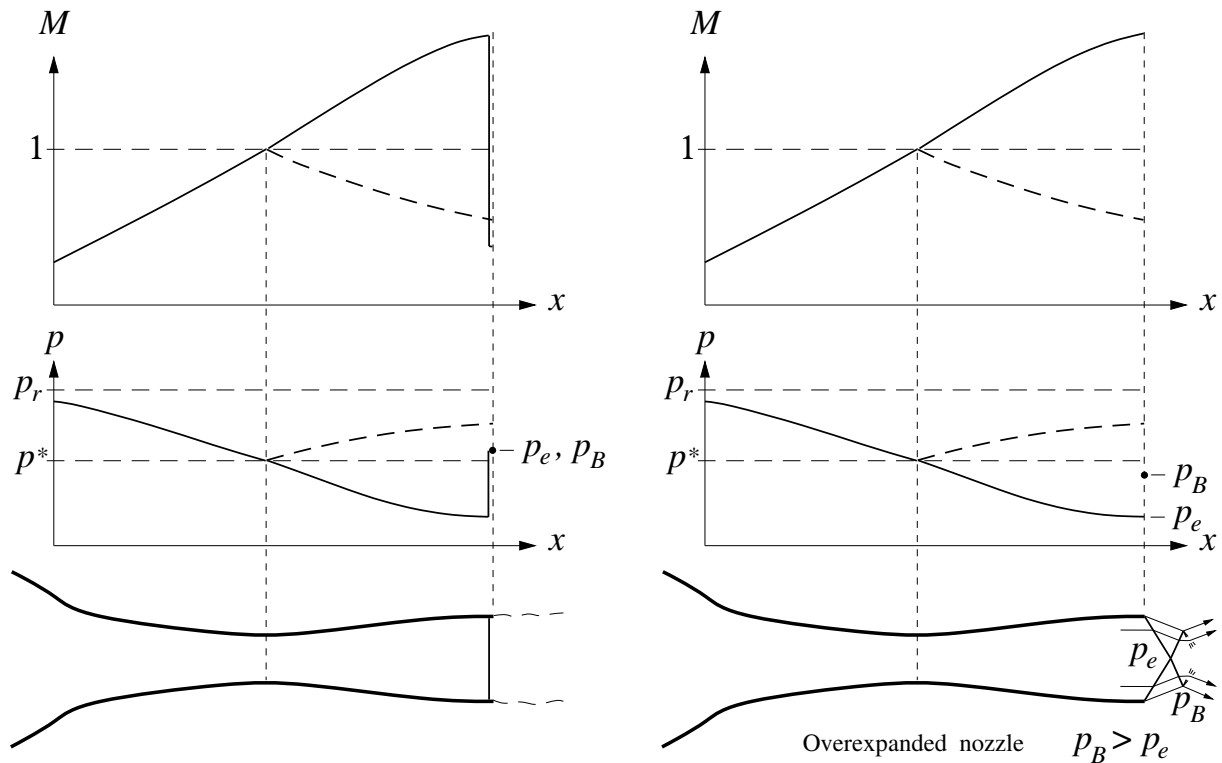 M
1
x
p
p_r
p*
p_e, p_B
x
M
1
x
p
p_r
p*
p_B
p_e
x
p_e
p_B
Overexpanded nozzle p_B > p_e